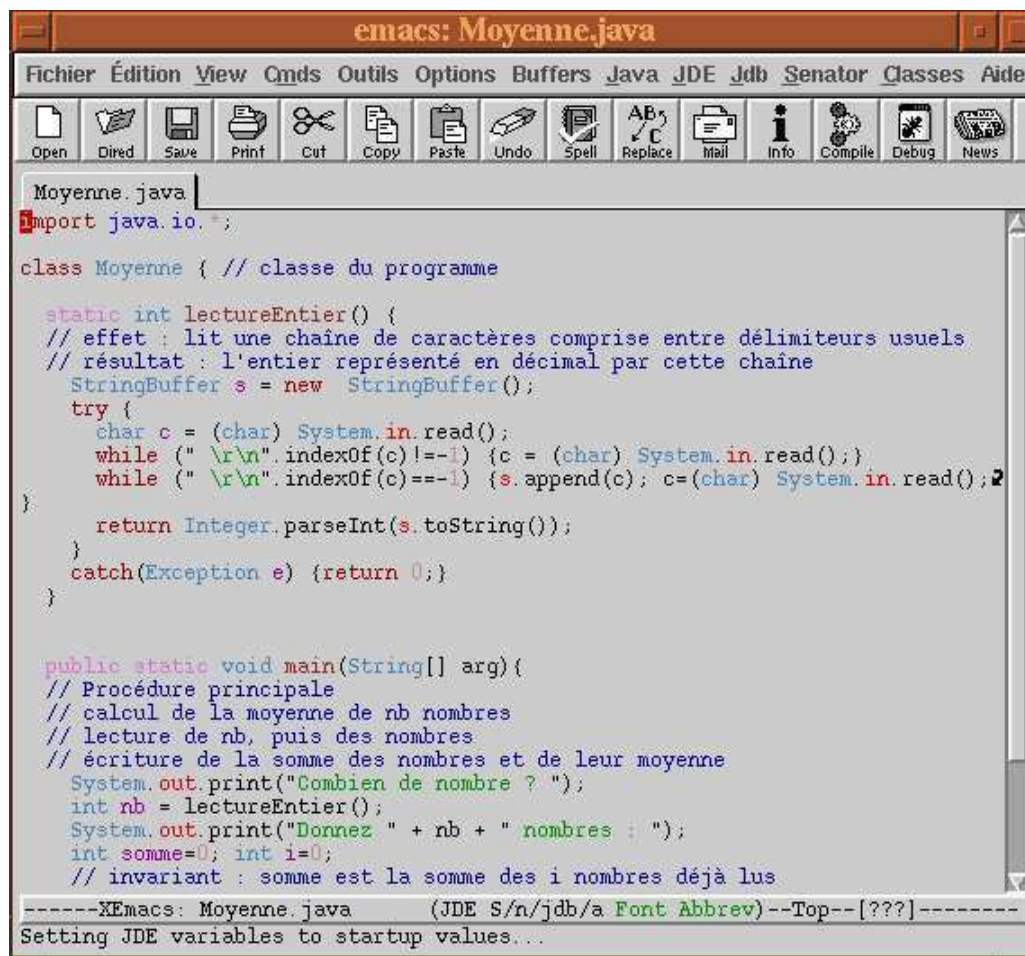 emacs: Moyenne.java
Fichier Édition View Cmds Outils Options Buffers Java JDE Jdb Senator Classes Aide
Open Dired Save Print Cut Copy Paste Undo Spell Replace Mail Info Compile Debug News
Moyenne.java
import java.io.*;
class Moyenne { // classe du programme
static int lectureEntier() {
// effet : lit une chaîne de caractères comprise entre délimiteurs usuels
// résultat : l'entier représenté en décimal par cette chaîne
StringBuffer s = new  StringBuffer();
try {
char c = (char) System.in.read();
while (" \r\n".indexOf(c)!=-1) {c = (char) System.in.read();}
while (" \r\n".indexOf(c)==-1) {s.append(c); c=(char) System.in.read();
}
return Integer.parseInt(s.toString());
}
catch(Exception e) {return 0;}
}
public static void main(String[] arg){
// Procédure principale
// calcul de la moyenne de nb nombres
// lecture de nb, puis des nombres
// écriture de la somme des nombres et de leur moyenne
System.out.print("Combien de nombre ? ");
int nb = lectureEntier();
System.out.print("Donnez " + nb + " nombres : ");
int somme=0; int i=0;
// invariant : somme est la somme des i nombres déjà lus
------XEmacs: Moyenne.java (JDE S/n/jdb/a Font Abbrev)--Top--[???]--------
Setting JDE variables to startup values...